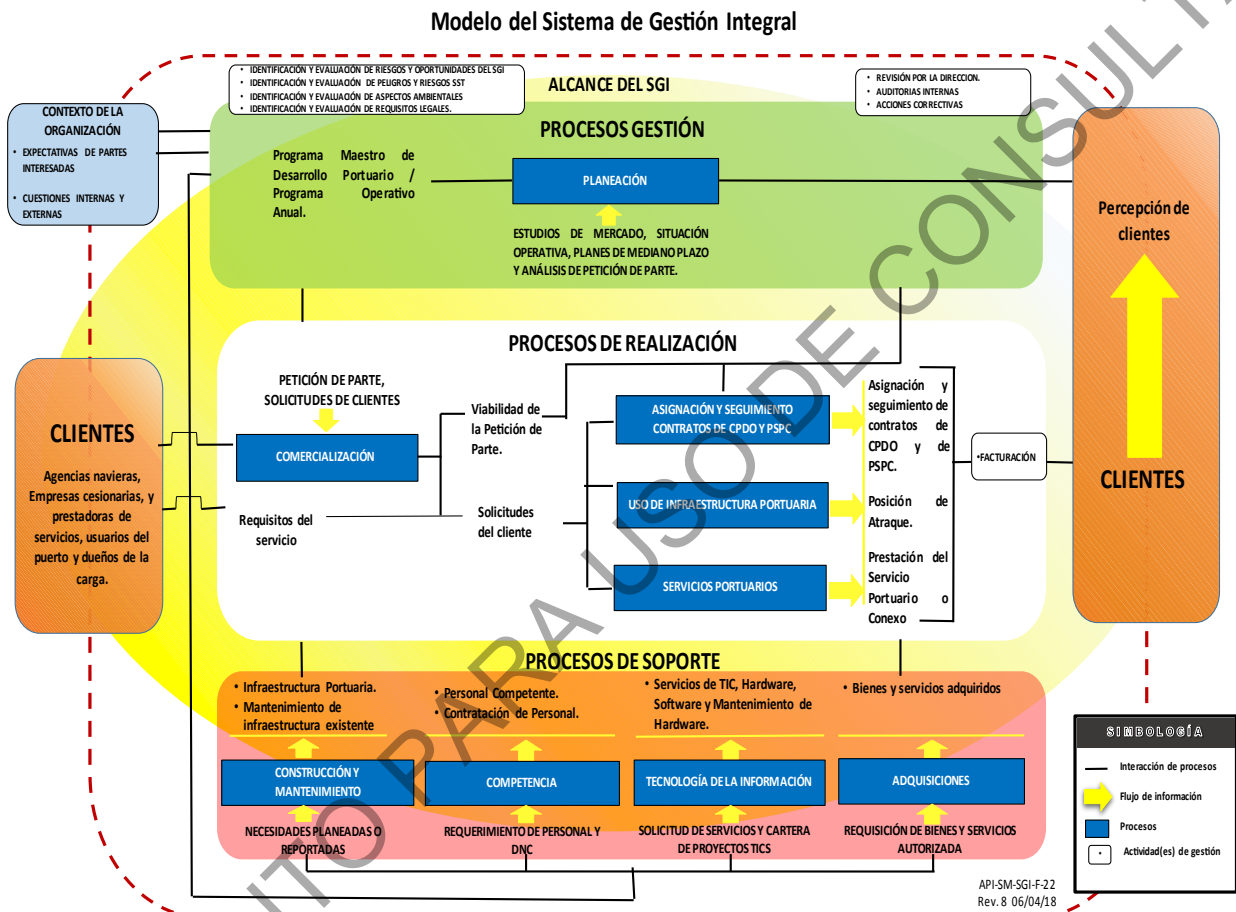 Modelo del Sistema de Gestión Integral
• IDENTIFICACIÓN Y EVALUACIÓN DE RIESGOS Y OPORTUNIDADES DEL SGI
• IDENTIFICACIÓN Y EVALUACIÓN DE PELIGROS Y RIESGOS SST
• IDENTIFICACIÓN Y EVALUACIÓN DE ASPECTOS AMBIENTALES
• IDENTIFICACIÓN Y EVALUACIÓN DE REQUISITOS LEGALES.
ALCANCE DEL SGI
• REVISIÓN POR LA DIRECCION.
• AUDITORIAS INTERNAS
• ACCIONES CORRECTIVAS
CONTEXTO DE LA
ORGANIZACIÓN
• EXPECTATIVAS DE PARTES
INTERESADAS
• CUESTIONES INTERNAS Y
EXTERNAS
PROCESOS GESTIÓN
Programa Maestro de
Desarrollo Portuario /
Programa Operativo
Anual.
PLANEACIÓN
ESTUDIOS DE MERCADO, SITUACIÓN
OPERATIVA, PLANES DE MEDIANO PLAZO
Y ANÁLISIS DE PETICIÓN DE PARTE.
Percepción de
clientes
CLIENTES
PROCESOS DE REALIZACIÓN
PETICIÓN DE PARTE,
SOLICITUDES DE CLIENTES
COMERCIALIZACIÓN
Requisitos del
servicio
Viabilidad de
la Petición de
Parte.
Solicitudes
del cliente
ASIGNACIÓN Y SEGUIMIENTO
CONTRATOS DE CPDO Y PSPC
USO DE INFRAESTRUCTURA PORTUARIA
SERVICIOS PORTUARIOS
Asignación y
seguimiento de
contratos de
CPDO y de
PSPC.
Posición de
Atraque.
Prestación del
Servicio
Portuario o
Conexo
•FACTURACIÓN
CLIENTES
Agencias navieras,
Empresas cesionarias, y
prestadoras de
servicios, usuarios del
puerto y dueños de la
carga.
PROCESOS DE SOPORTE
• Infraestructura Portuaria.
• Mantenimiento de
infraestructura existente
• Personal Competente.
• Contratación de Personal.
• Servicios de TIC, Hardware,
Software y Mantenimiento de
Hardware.
• Bienes y servicios adquiridos
CONSTRUCCIÓN Y
MANTENIMIENTO
COMPETENCIA
TECNOLOGÍA DE LA INFORMACIÓN
ADQUISICIONES
NECESIDADES PLANEADAS O
REPORTADAS
REQUERIMIENTO DE PERSONAL Y
DNC
SOLICITUD DE SERVICIOS Y CARTERA
DE PROYECTOS TICS
REQUISICIÓN DE BIENES Y SERVICIOS
AUTORIZADA
SIMBOLOGÍA
Interacción de procesos
Flujo de información
Procesos
Actividad(es) de gestión
API-SM-SGI-F-22
Rev. 8 06/04/18
PARA USO DE CONSULT